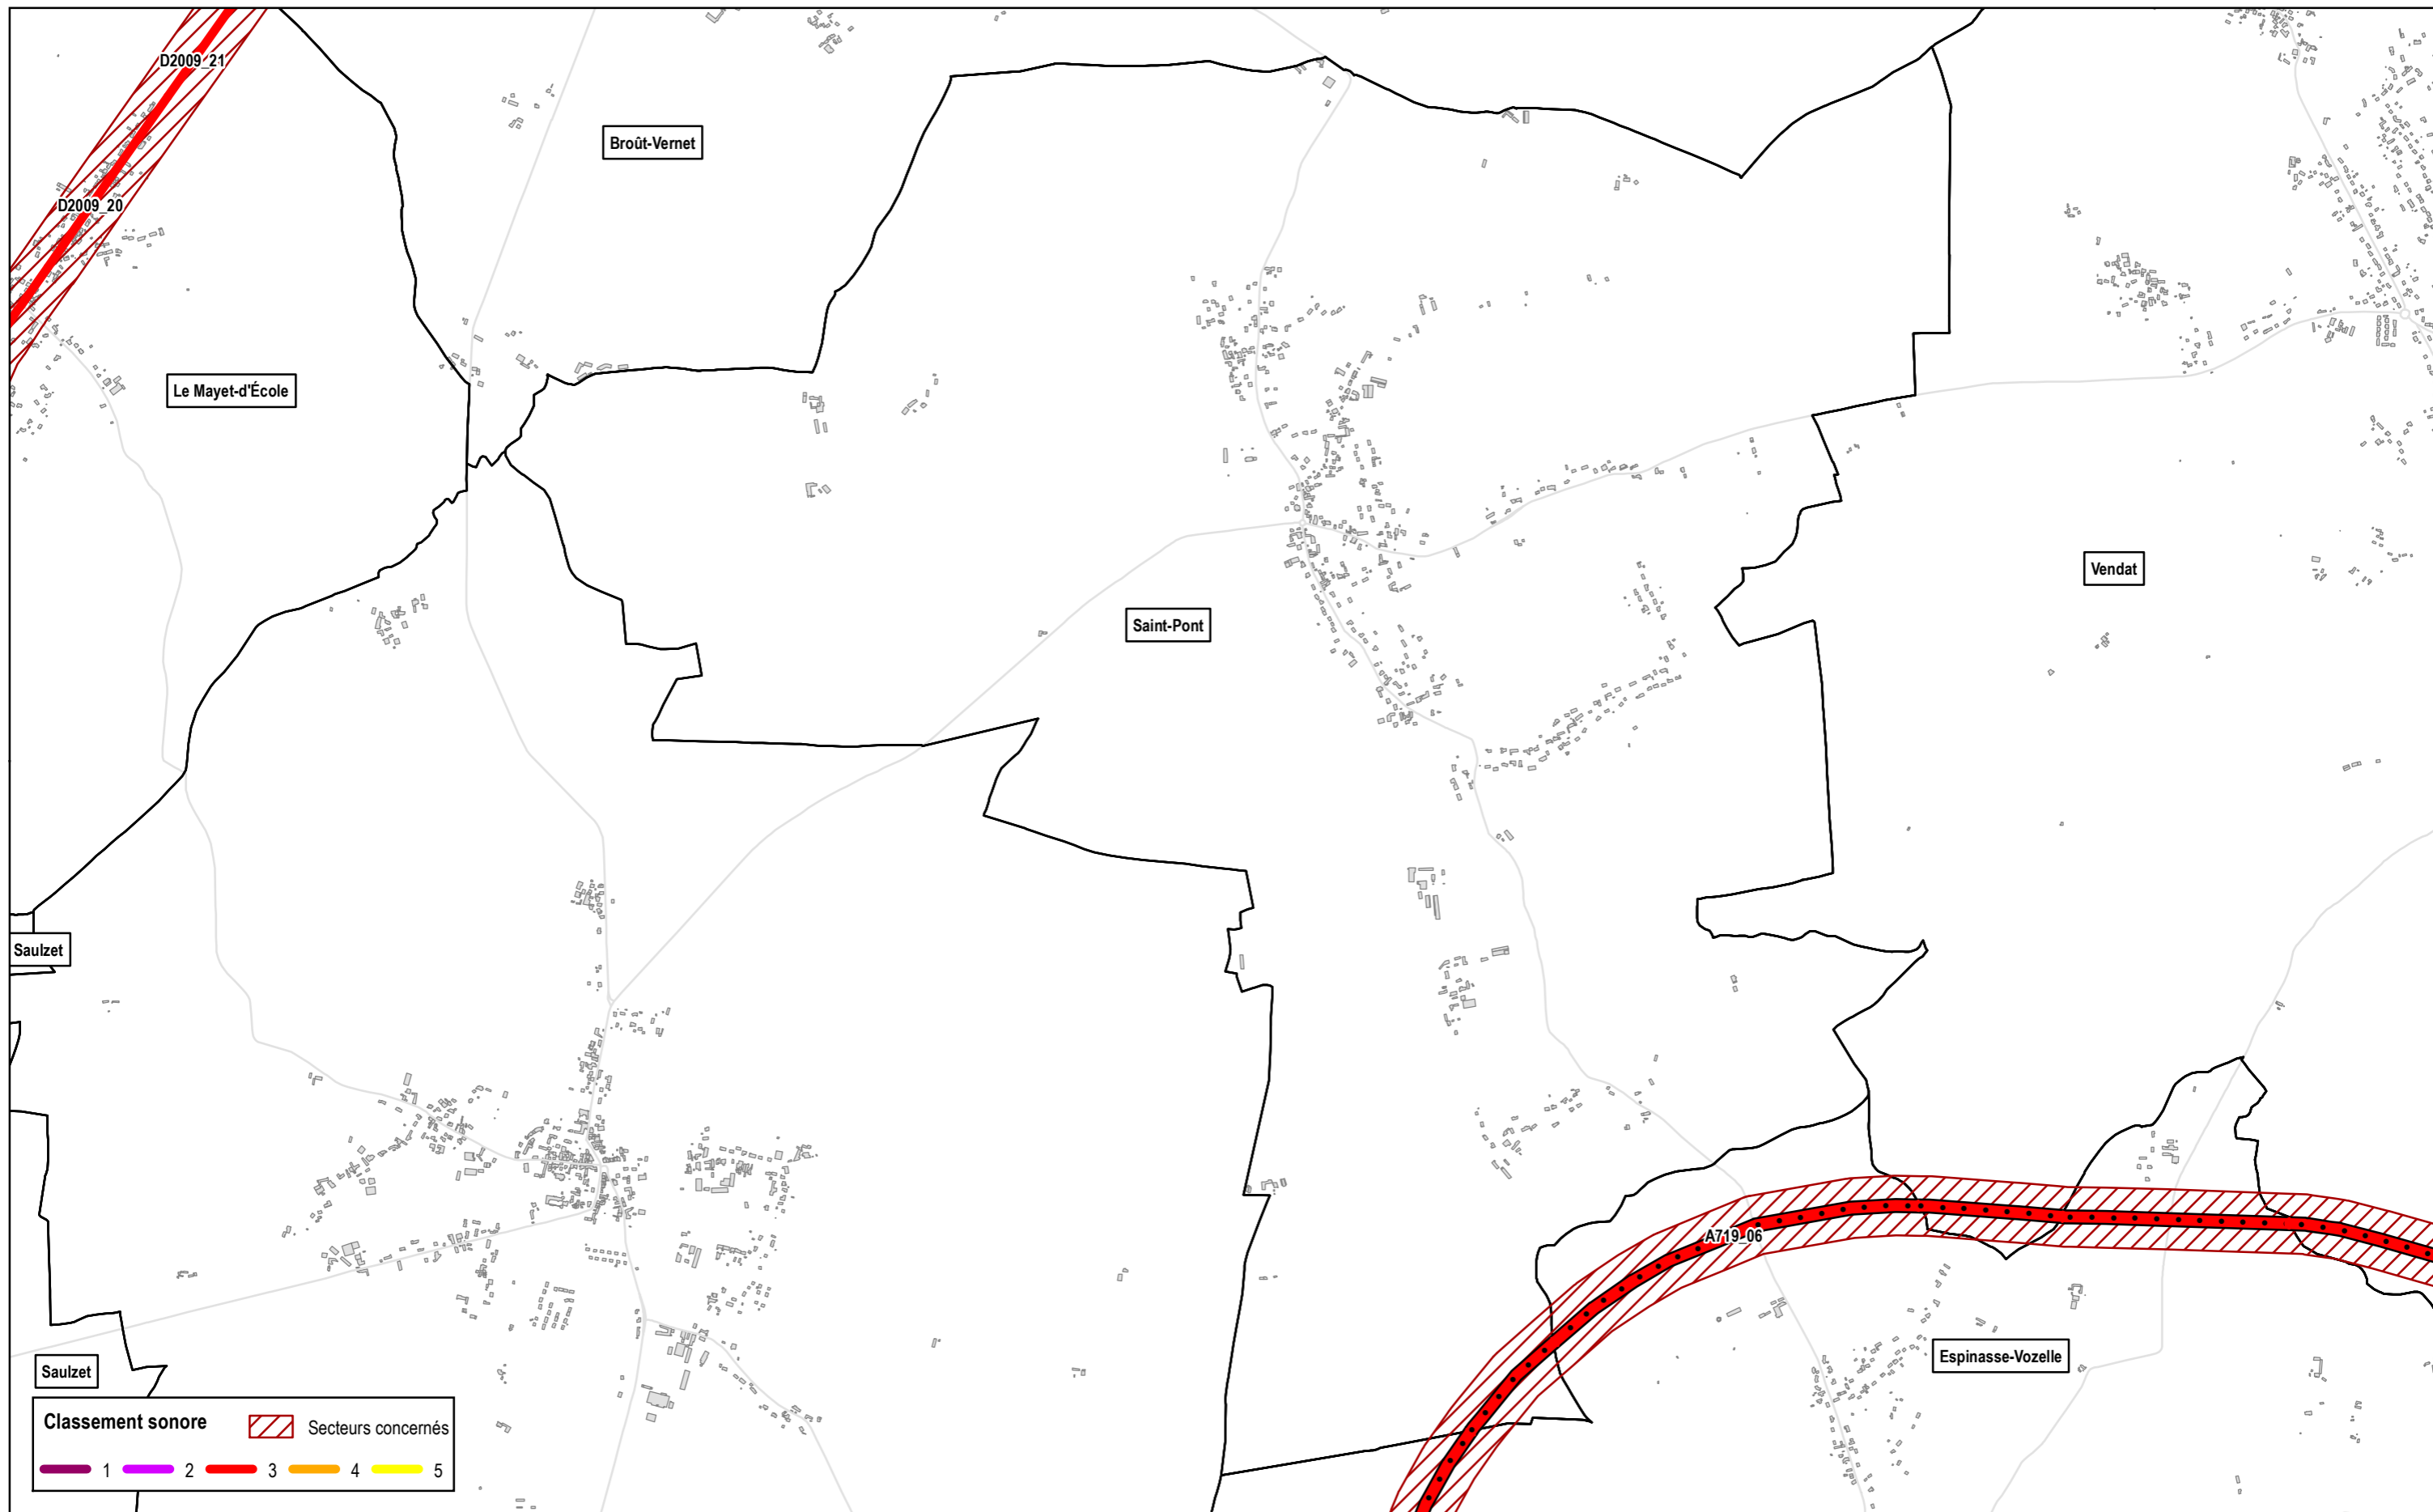 D2009_21
Broût-Vernet
D2009_20
Le Mayet-d'École
Vendat
Saint-Pont
Saulzet
A719_06
Espinasse-Vozelle
Saulzet
Classement sonore
Secteurs concernés
1 2 3 4 5